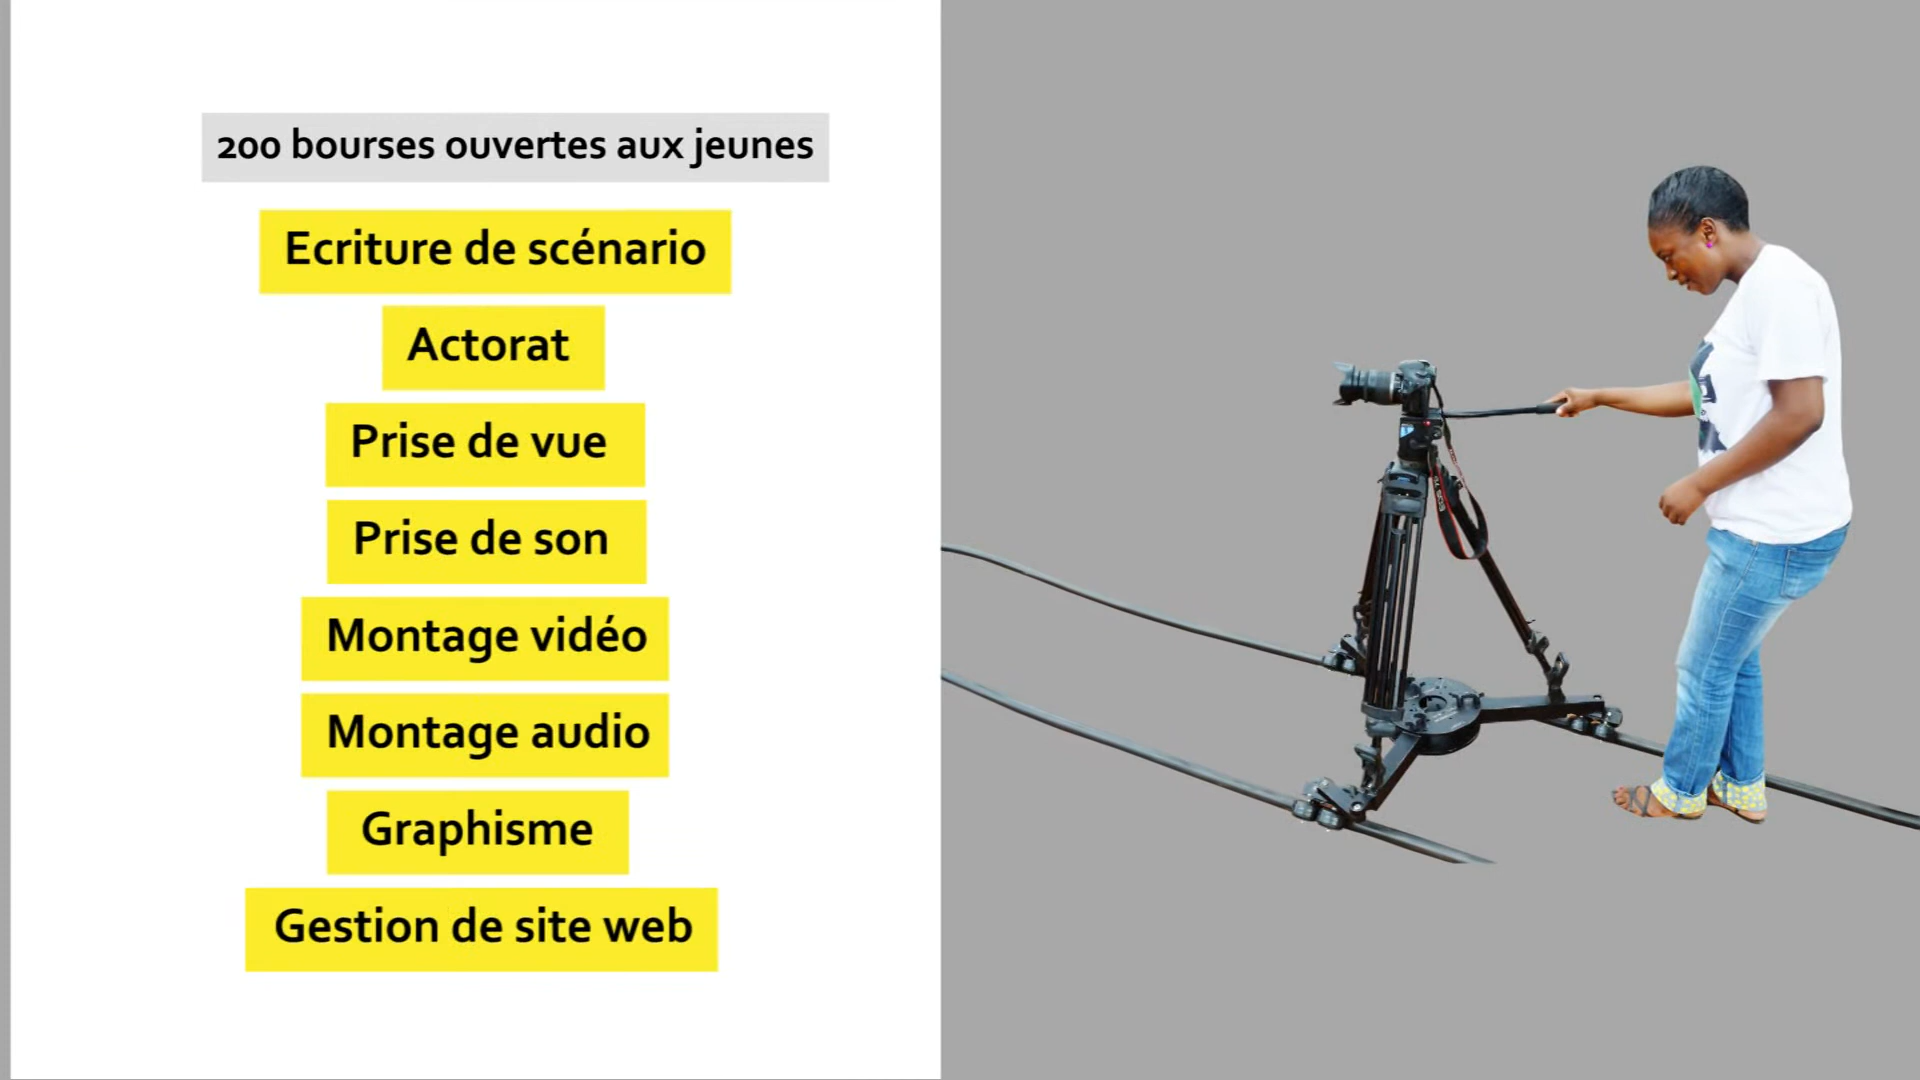 200 bourses ouvertes aux jeunes
Ecriture de scénario
Actorat
Prise de vue
Prise de son
Montage vidéo
Montage audio
Graphisme
Gestion de site web